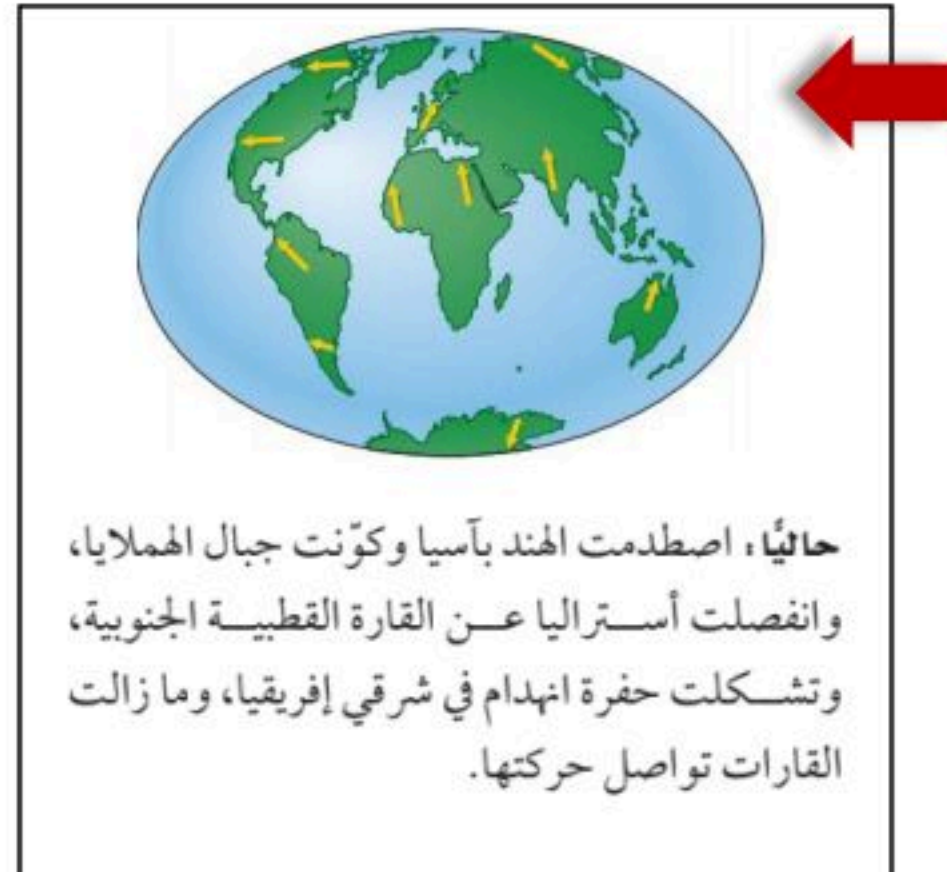 حاليًّا: اصطدمت الهند بآسيا وكوّنت جبال الهملايا،
وانفصلت أستراليا عن القارة القطبية الجنوبية،
وتشكلت حفرة انهدام في شرقي إفريقيا، وما زالت
القارات تواصل حركتها.